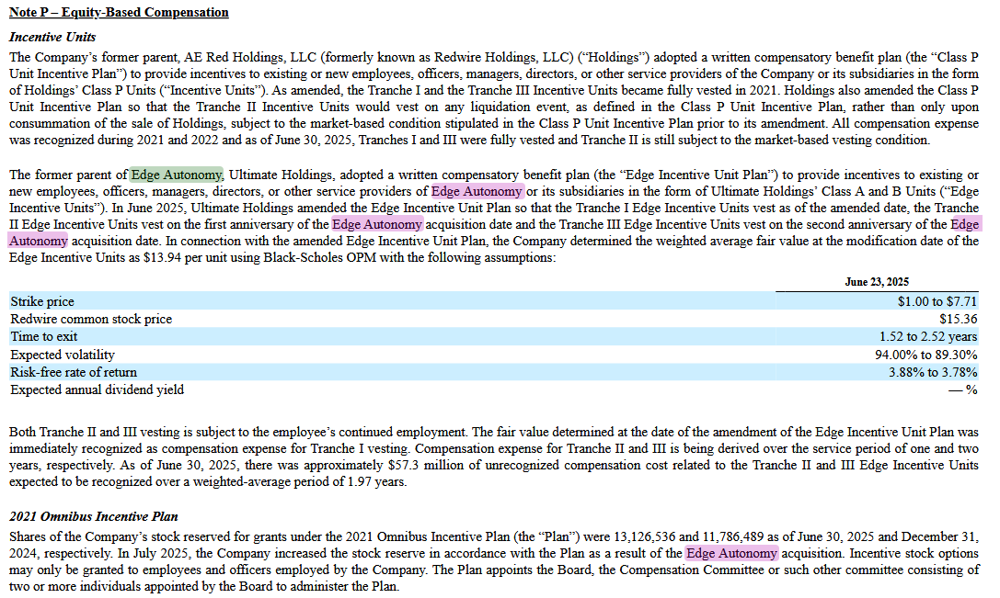 Note P – Equity-Based Compensation
Incentive Units
The Company's former parent, AE Red Holdings, LLC (formerly known as Redwire Holdings, LLC) ("Holdings") adopted a written compensatory benefit plan (the "Class P
Unit Incentive Plan") to provide incentives to existing or new employees, officers, managers, directors, or other service providers of the Company or its subsidiaries in the form
of Holdings' Class P Units ("Incentive Units"). As amended, the Tranche I and the Tranche III Incentive Units became fully vested in 2021. Holdings also amended the Class P
Unit Incentive Plan so that the Tranche II Incentive Units would vest on any liquidation event, as defined in the Class P Unit Incentive Plan, rather than only upon
consummation of the sale of Holdings, subject to the market-based condition stipulated in the Class P Unit Incentive Plan prior to its amendment. All compensation expense
was recognized during 2021 and 2022 and as of June 30, 2025, Tranches I and III were fully vested and Tranche II is still subject to the market-based vesting condition.
The former parent of Edge Autonomy, Ultimate Holdings, adopted a written compensatory benefit plan (the "Edge Incentive Unit Plan") to provide incentives to existing or
new employees, officers, managers, directors, or other service providers of Edge Autonomy or its subsidiaries in the form of Ultimate Holdings' Class A and B Units ("Edge
Incentive Units"). In June 2025, Ultimate Holdings amended the Edge Incentive Unit Plan so that the Tranche I Edge Incentive Units vest as of the amended date, the Tranche
II Edge Incentive Units vest on the first anniversary of the Edge Autonomy acquisition date and the Tranche III Edge Incentive Units vest on the second anniversary of the Edge
Autonomy acquisition date. In connection with the amended Edge Incentive Unit Plan, the Company determined the weighted average fair value at the modification date of the
Edge Incentive Units as $13.94 per unit using Black-Scholes OPM with the following assumptions:
June 23, 2025
Strike price $1.00 to $7.71
Redwire common stock price $15.36
Time to exit 1.52 to 2.52 years
Expected volatility 94.00% to 89.30%
Risk-free rate of return 3.88% to 3.78%
Expected annual dividend yield — %
Both Tranche II and III vesting is subject to the employee's continued employment. The fair value determined at the date of the amendment of the Edge Incentive Unit Plan was
immediately recognized as compensation expense for Tranche I vesting. Compensation expense for Tranche II and III is being derived over the service period of one and two
years, respectively. As of June 30, 2025, there was approximately $57.3 million of unrecognized compensation cost related to the Tranche II and III Edge Incentive Units
expected to be recognized over a weighted-average period of 1.97 years.
2021 Omnibus Incentive Plan
Shares of the Company's stock reserved for grants under the 2021 Omnibus Incentive Plan (the "Plan") were 13,126,536 and 11,786,489 as of June 30, 2025 and December 31,
2024, respectively. In July 2025, the Company increased the stock reserve in accordance with the Plan as a result of the Edge Autonomy acquisition. Incentive stock options
may only be granted to employees and officers employed by the Company. The Plan appoints the Board, the Compensation Committee or such other committee consisting of
two or more individuals appointed by the Board to administer the Plan.